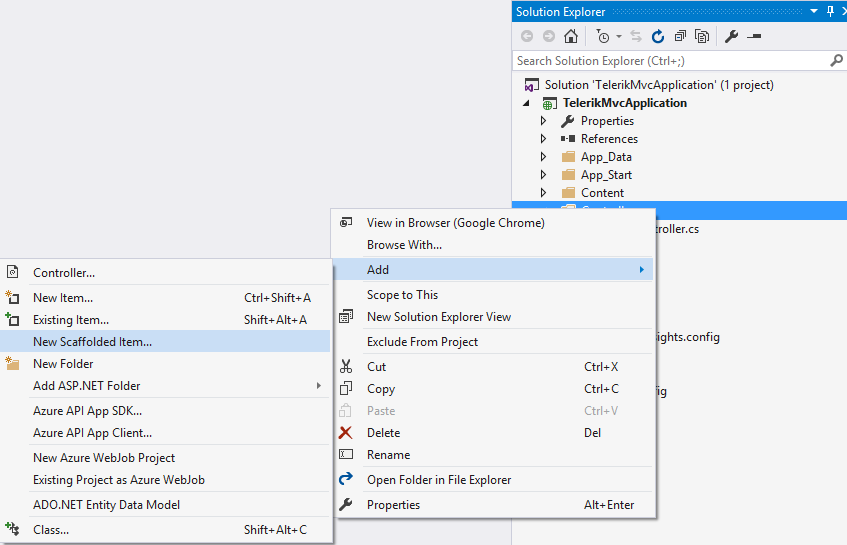 Solution Explorer
Search Solution Explorer (Ctrl+;)
Solution 'TelerikMvcApplication' (1 project)
TelerikMvcApplication
Properties
References
App_Data
App_Start
Content
troller.cs
sights.config
ig
View in Browser (Google Chrome)
Browse With...
Add
Scope to This
New Solution Explorer View
Exclude From Project
Cut Ctrl+X
Copy Ctrl+C
Paste Ctrl+V
Delete Del
Rename
Open Folder in File Explorer
Properties Alt+Enter
Controller...
New Item... Ctrl+Shift+A
Existing Item... Shift+Alt+A
New Scaffolded Item...
New Folder
Add ASP.NET Folder
Azure API App SDK...
Azure API App Client...
New Azure WebJob Project
Existing Project as Azure WebJob
ADO.NET Entity Data Model
Class... Shift+Alt+C